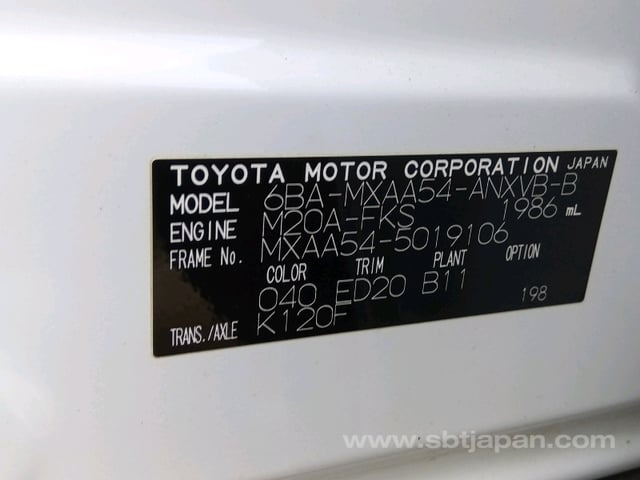 TOYOTA MOTOR CORPORATION JAPAN
MODEL 6BA-MXAA54-ANXVB-B
ENGINE M20A-FKS 1986 mL
FRAME No. MXAA54-5019106
COLOR TRIM PLANT OPTION
040 ED20 B11 198
TRANS./AXLE K120F
www.sbtjapan.com